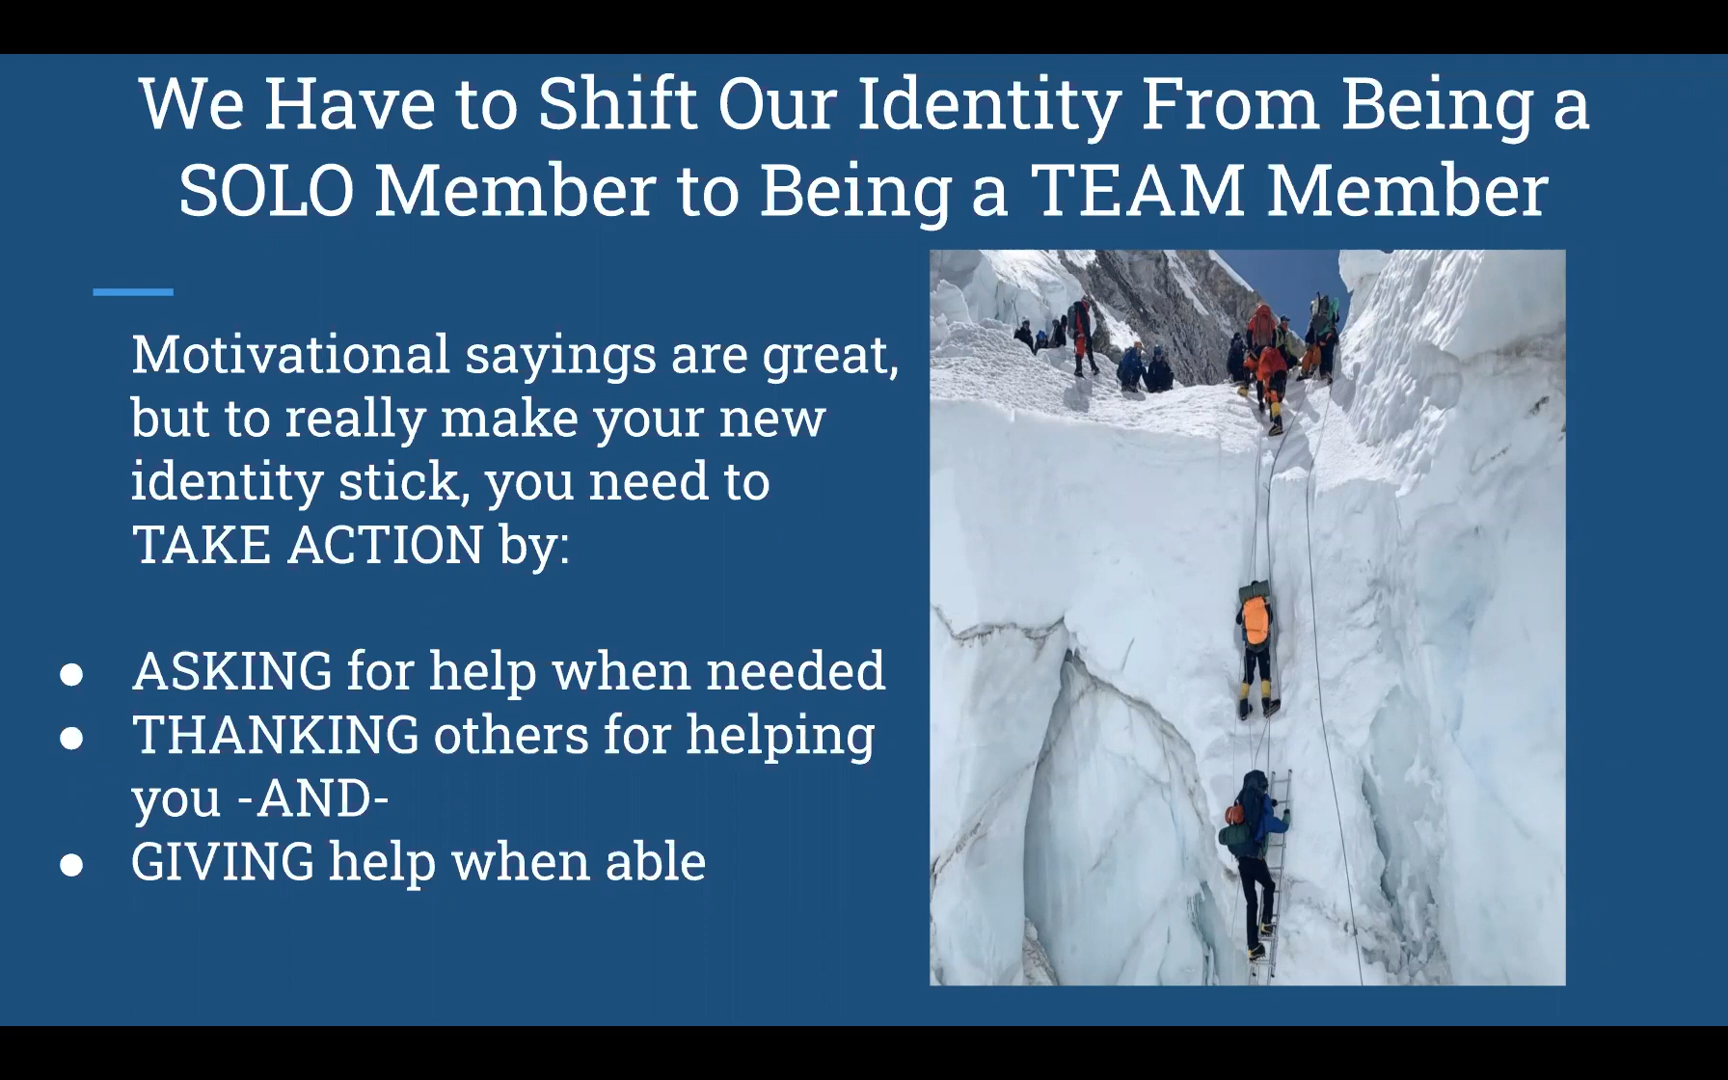 We Have to Shift Our Identity From Being a
SOLO Member to Being a TEAM Member
Motivational sayings are great,
but to really make your new
identity stick, you need to
TAKE ACTION by:
● ASKING for help when needed
● THANKING others for helping
you -AND-
● GIVING help when able